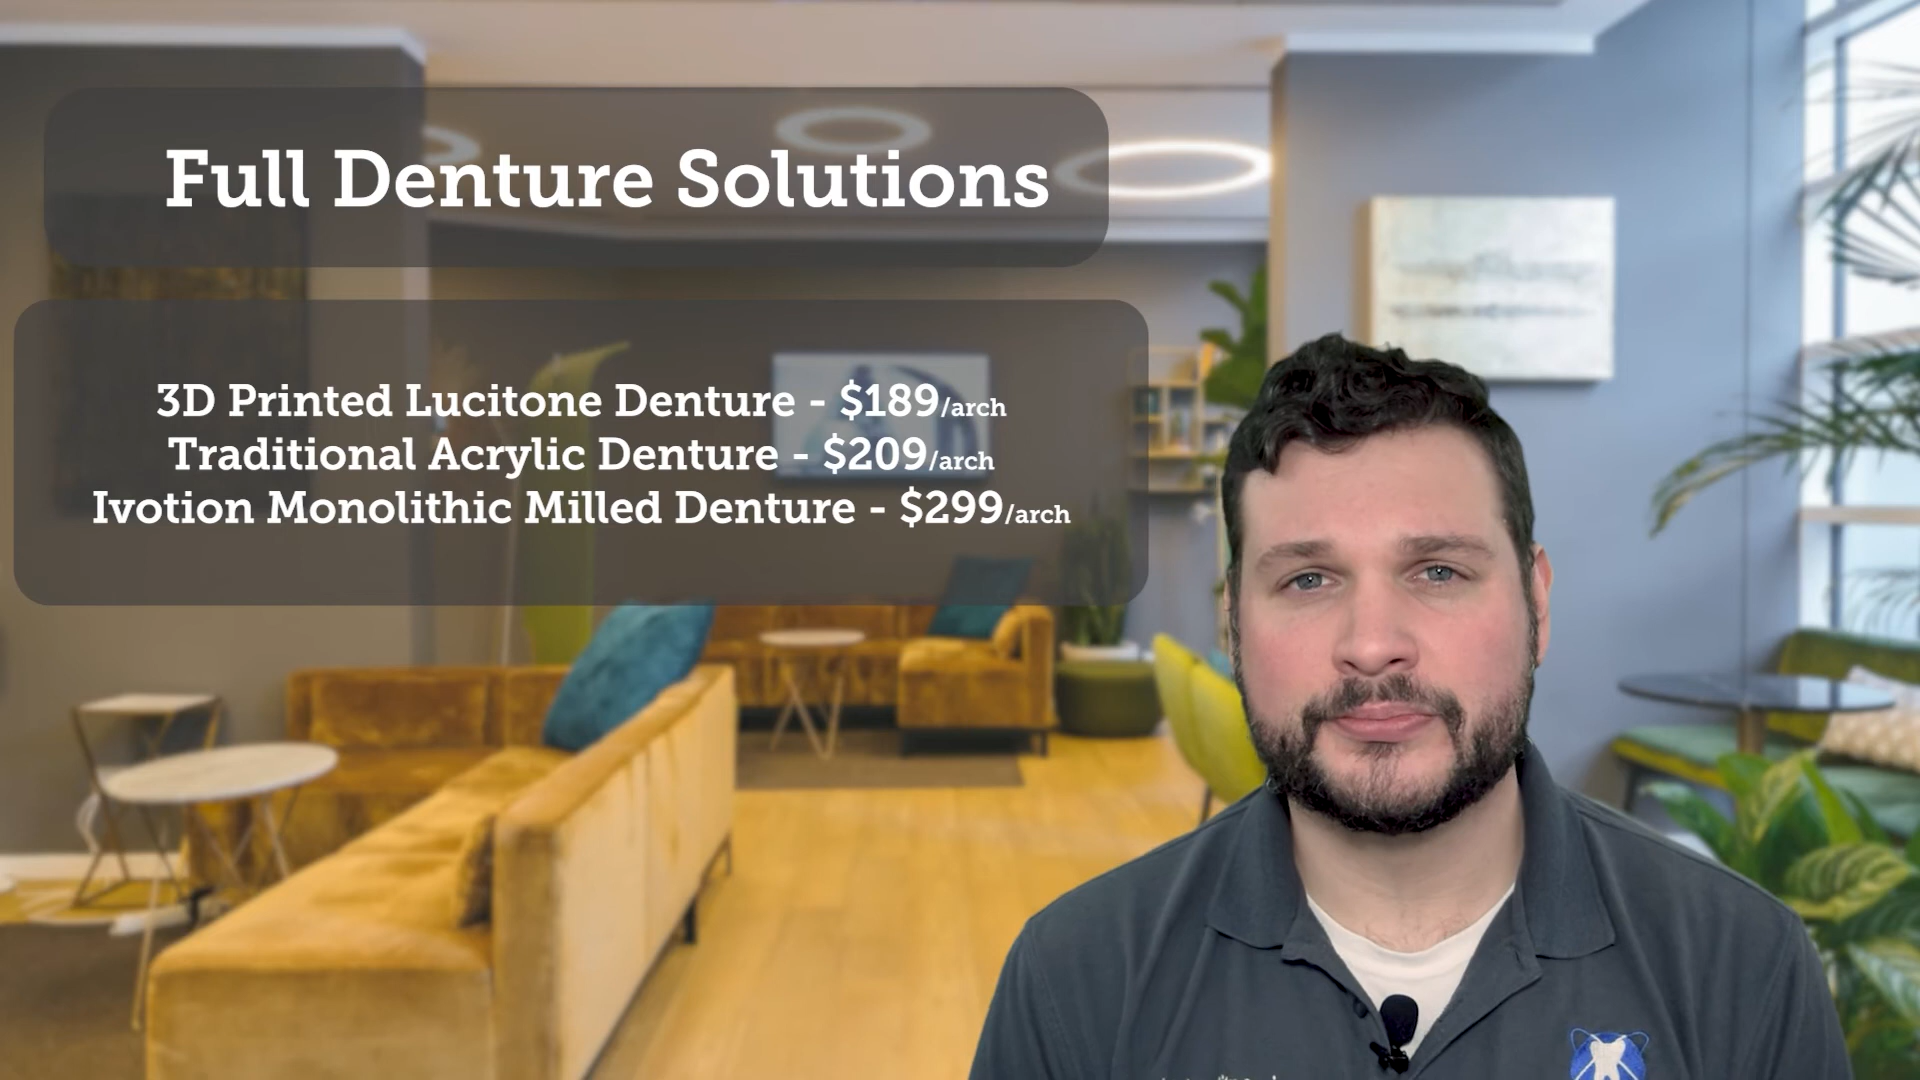 Full Denture Solutions
3D Printed Lucitone Denture - $189/arch
Traditional Acrylic Denture - $209/arch
Ivotion Monolithic Milled Denture - $299/arch